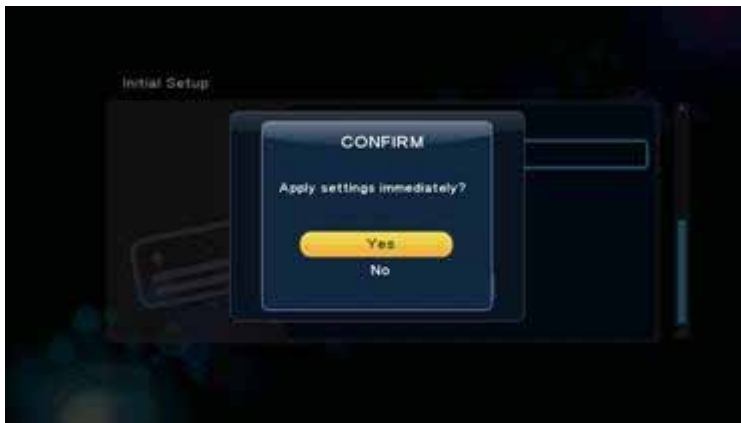 Initial Setup
CONFIRM
Apply settings immediately?
Yes
No